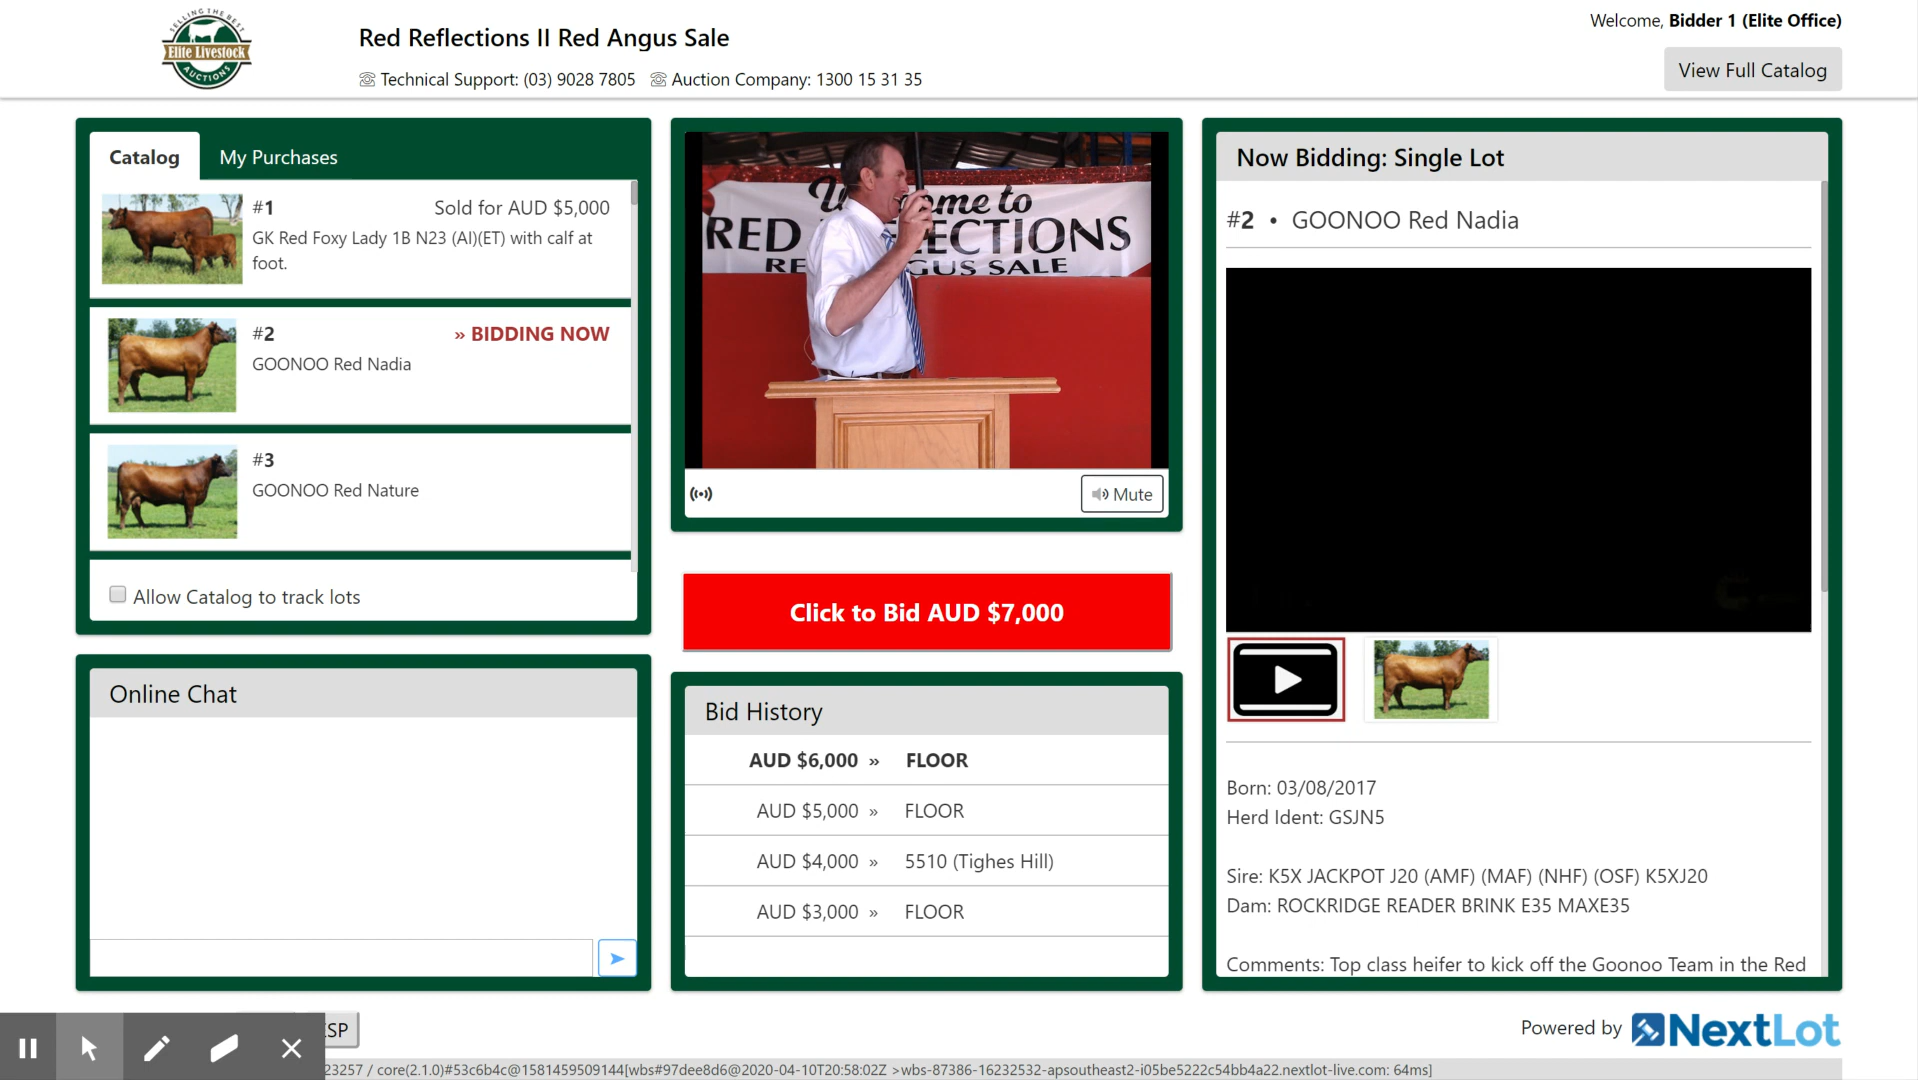 SELLING THE BEST
Elite Livestock
AUCTIONS
Red Reflections II Red Angus Sale
Technical Support: (03) 9028 7805 Auction Company: 1300 15 31 35
Welcome, Bidder 1 (Elite Office)
View Full Catalog
Catalog My Purchases
#1 Sold for AUD $5,000
GK Red Foxy Lady 1B N23 (AI)(ET) with calf at
foot.
#2 » BIDDING NOW
GOONOO Red Nadia
#3
GOONOO Red Nature
Allow Catalog to track lots
Online Chat
to
RED
ECTIONS
GUS SALE
Mute
Click to Bid AUD $7,000
Bid History
AUD $6,000 » FLOOR
AUD $5,000 » FLOOR
AUD $4,000 » 5510 (Tighes Hill)
AUD $3,000 » FLOOR
Now Bidding: Single Lot
#2 • GOONOO Red Nadia
Born: 03/08/2017
Herd Ident: GSJN5
Sire: K5X JACKPOT J20 (AMF) (MAF) (NHF) (OSF) K5XJ20
Dam: ROCKRIDGE READER BRINK E35 MAXE35
Comments: Top class heifer to kick off the Goonoo Team in the Red
SP
Powered by NextLot
23257 / core(2.1.0)#53c6b4c@1581459509144[wbs#97dee8d6@2020-04-10T20:58:02Z >wbs-87386-16232532-apsoutheast2-i05be5222c54bb4a22.nextlot-live.com: 64ms]